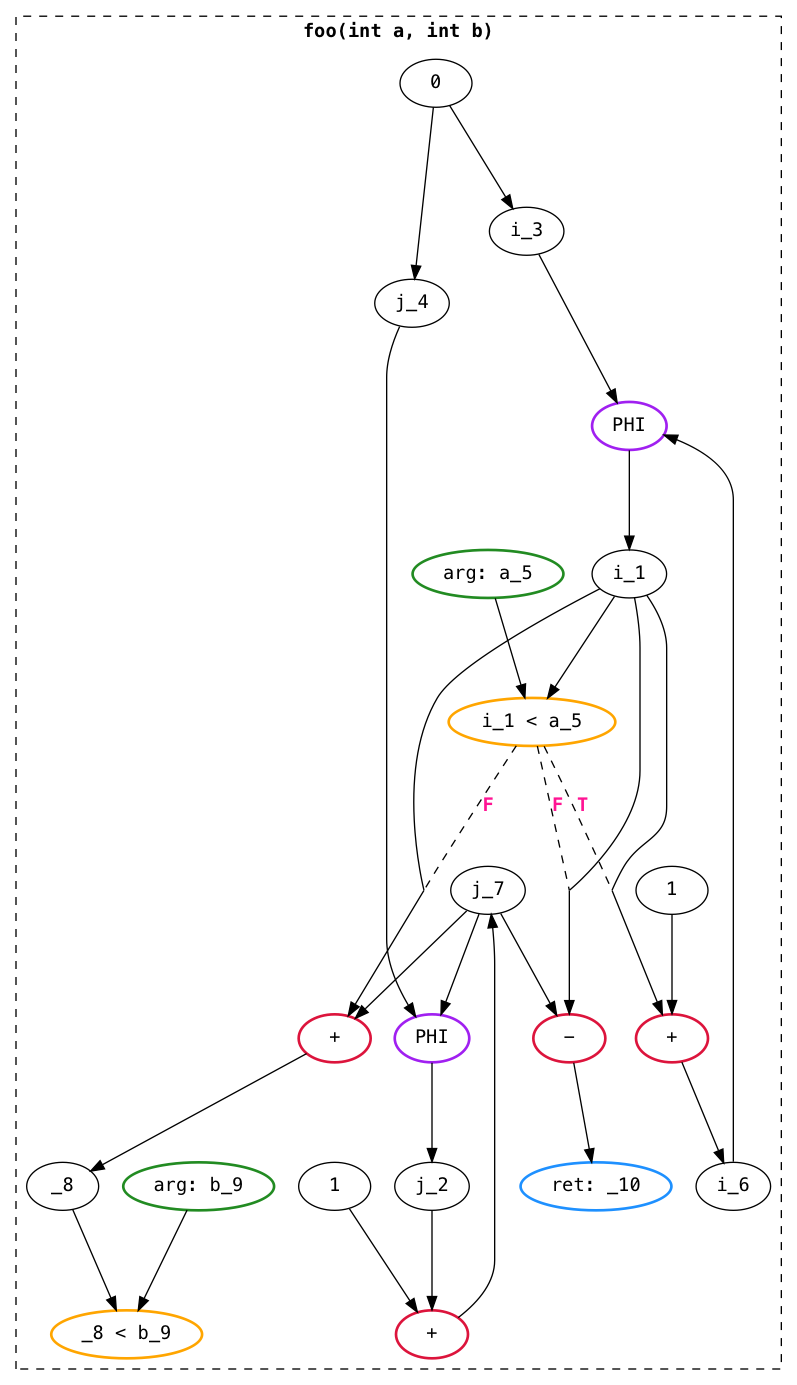 foo(int a, int b)
0
i_3
j_4
PHI
arg: a_5
i_1
i_1 < a_5
F
F
T
j_7
1
+
PHI
−
+
_8
arg: b_9
1
j_2
ret: _10
i_6
_8 < b_9
+